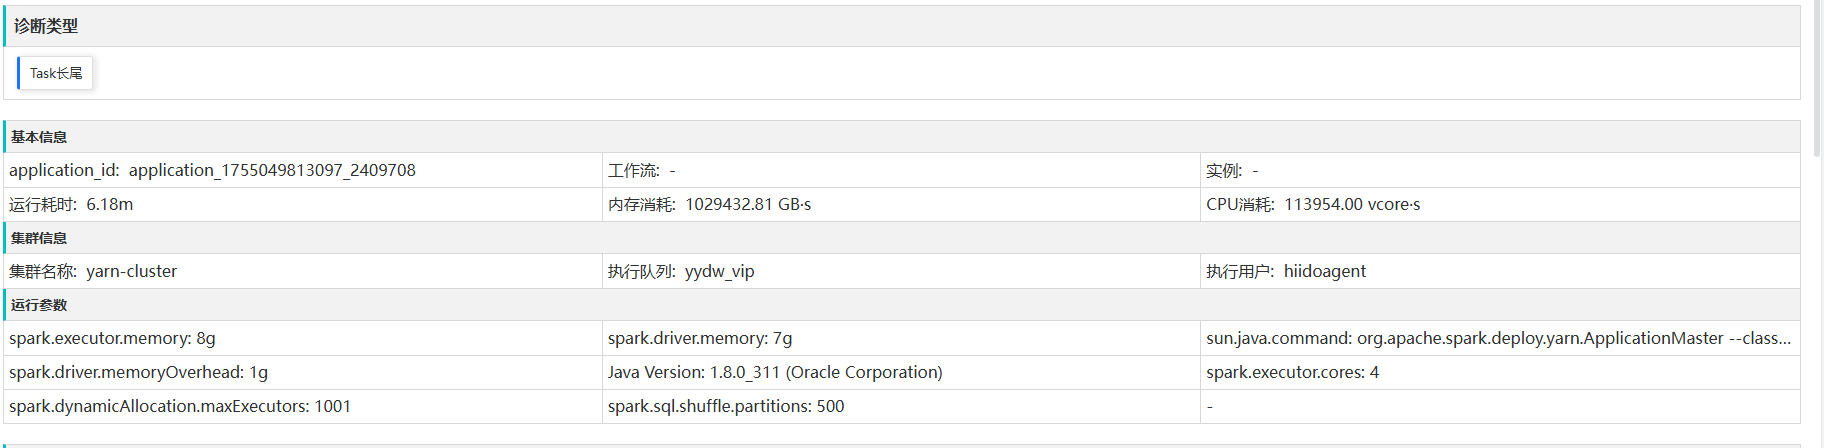 诊断类型
Task长尾
基本信息
application_id: application_1755049813097_2409708 工作流: - 实例: -
运行耗时: 6.18m 内存消耗: 1029432.81 GB·s CPU消耗: 113954.00 vcore·s
集群信息
集群名称: yarn-cluster 执行队列: yydw_vip 执行用户: hiidoagent
运行参数
spark.executor.memory: 8g spark.driver.memory: 7g sun.java.command: org.apache.spark.deploy.yarn.ApplicationMaster --class...
spark.driver.memoryOverhead: 1g Java Version: 1.8.0_311 (Oracle Corporation) spark.executor.cores: 4
spark.dynamicAllocation.maxExecutors: 1001 spark.sql.shuffle.partitions: 500 -